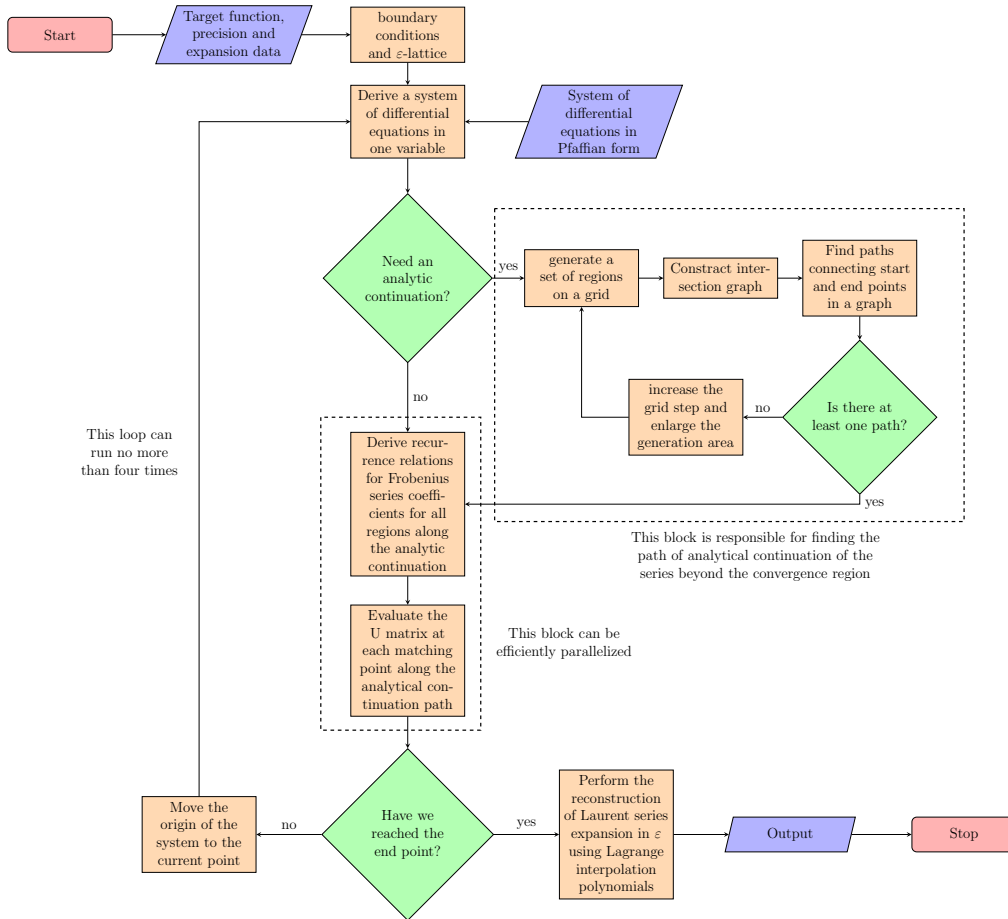 Start
Target function,
precision and
expansion data
boundary
conditions
and ε-lattice
Derive a system
of differential
equations in
one variable
System of
differential
equations in
Pfaffian form
Need an
analytic
continuation?
yes
generate a
set of regions
on a grid
Constract inter-
section graph
Find paths
connecting start
and end points
in a graph
Is there at
least one path?
no
increase the
grid step and
enlarge the
generation area
yes
This block is responsible for finding the
path of analytical continuation of the
series beyond the convergence region
no
Derive recur-
rence relations
for Frobenius
series coeffi-
cients for all
regions along
the analytic
continuation
Evaluate the
U matrix at
each matching
point along the
analytical con-
tinuation path
This block can be
efficiently parallelized
This loop can
run no more
than four times
Have we
reached the
end point?
no
Move the
origin of the
system to the
current point
yes
Perform the
reconstruction
of Laurent series
expansion in ε
using Lagrange
interpolation
polynomials
Output
Stop